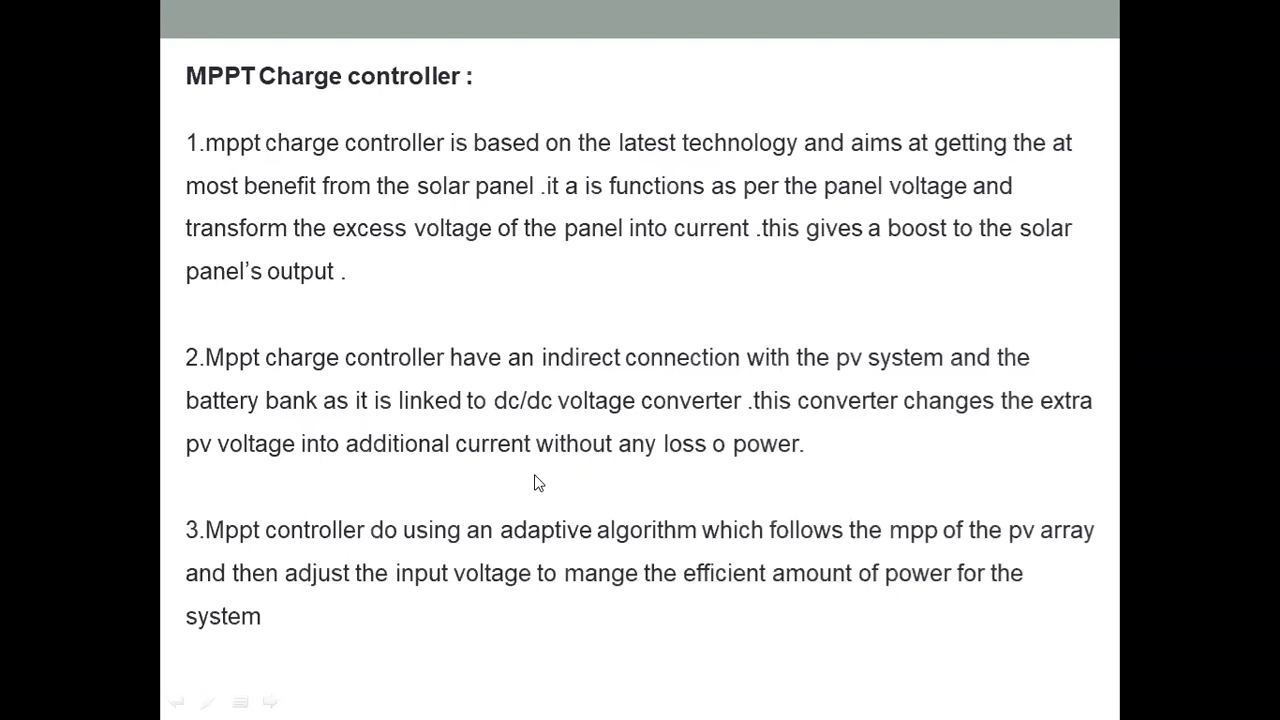 MPPT Charge controller :
1.mppt charge controller is based on the latest technology and aims at getting the at
most benefit from the solar panel .it a is functions as per the panel voltage and
transform the excess voltage of the panel into current .this gives a boost to the solar
panel’s output .
2.Mppt charge controller have an indirect connection with the pv system and the
battery bank as it is linked to dc/dc voltage converter .this converter changes the extra
pv voltage into additional current without any loss o power.
3.Mppt controller do using an adaptive algorithm which follows the mpp of the pv array
and then adjust the input voltage to mange the efficient amount of power for the
system